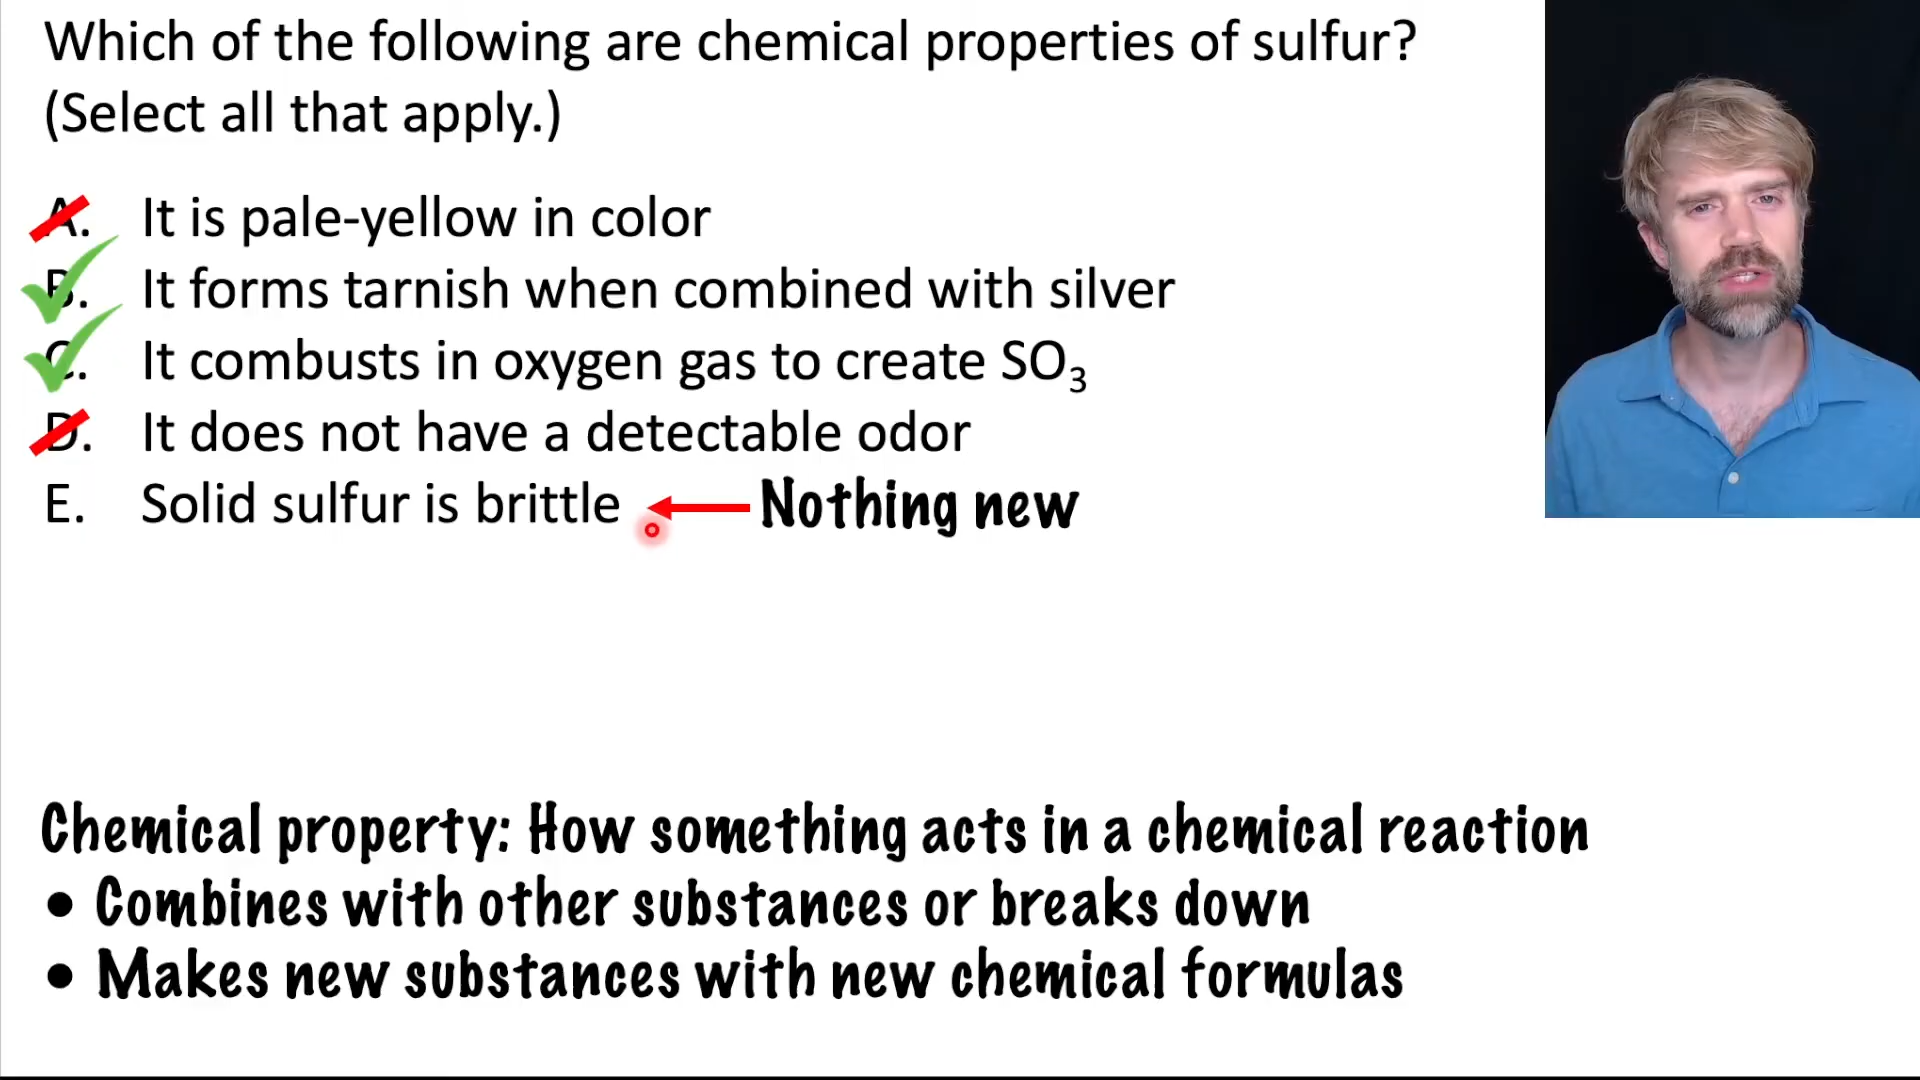 Which of the following are chemical properties of sulfur?
(Select all that apply.)
A. It is pale-yellow in color
B. It forms tarnish when combined with silver
C. It combusts in oxygen gas to create SO₃
D. It does not have a detectable odor
E. Solid sulfur is brittle Nothing new
Chemical property: How something acts in a chemical reaction
• Combines with other substances or breaks down
• Makes new substances with new chemical formulas